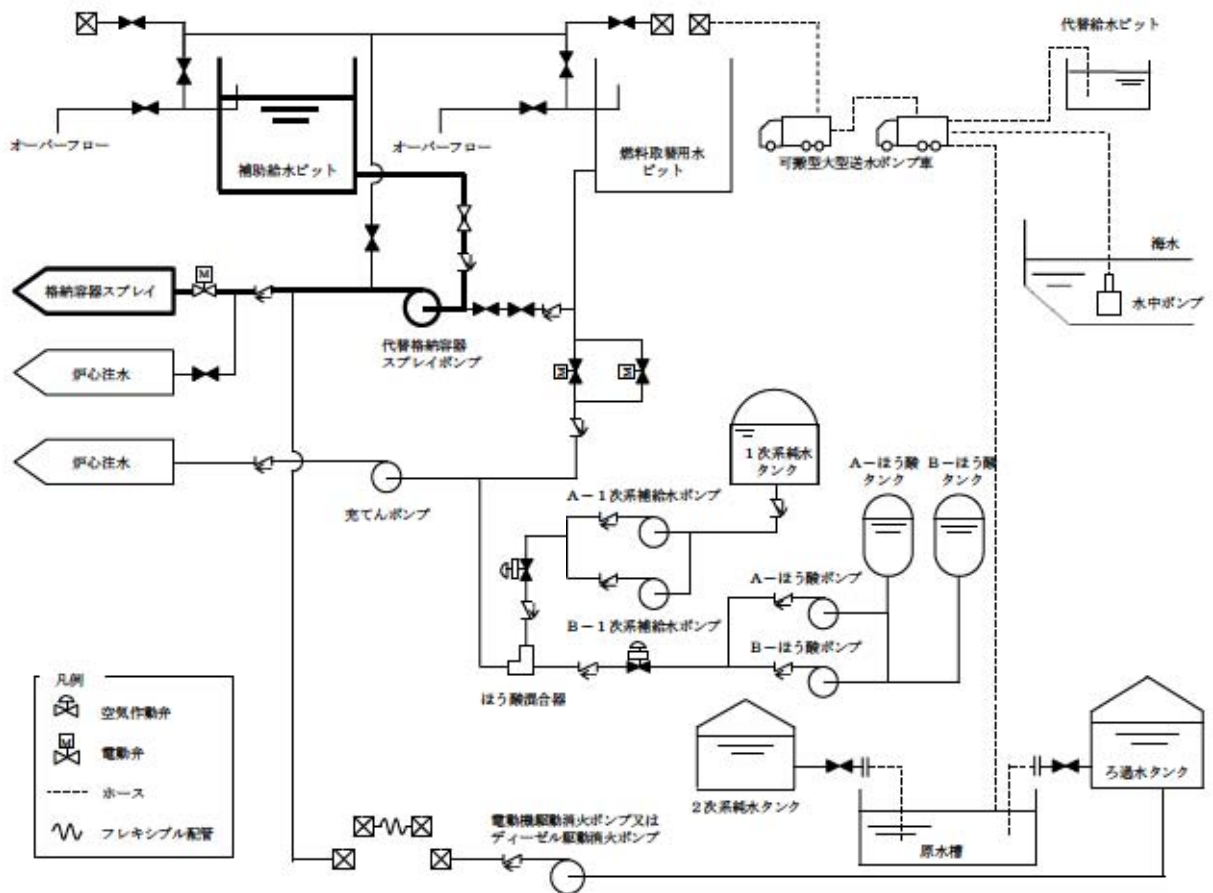 代替給水ピット
オーバーフロー
オーバーフロー
補助給水ピット
燃料取替用水
ピット
可搬型大型送水ポンプ車
海水
水中ポンプ
M
格納容器スプレイ
代替格納容器
スプレイポンプ
炉心注水
M
M
炉心注水
充てんポンプ
1次系純水
タンク
A-ほう酸
タンク
B-ほう酸
タンク
A-1次系補給水ポンプ
B-1次系補給水ポンプ
A-ほう酸ポンプ
B-ほう酸ポンプ
ほう酸混合器
凡例
空気作動弁
M
電動弁
ホース
フレキシブル配管
2次系純水タンク
ろ過水タンク
原水槽
電動機駆動消火ポンプ又は
ディーゼル駆動消火ポンプ